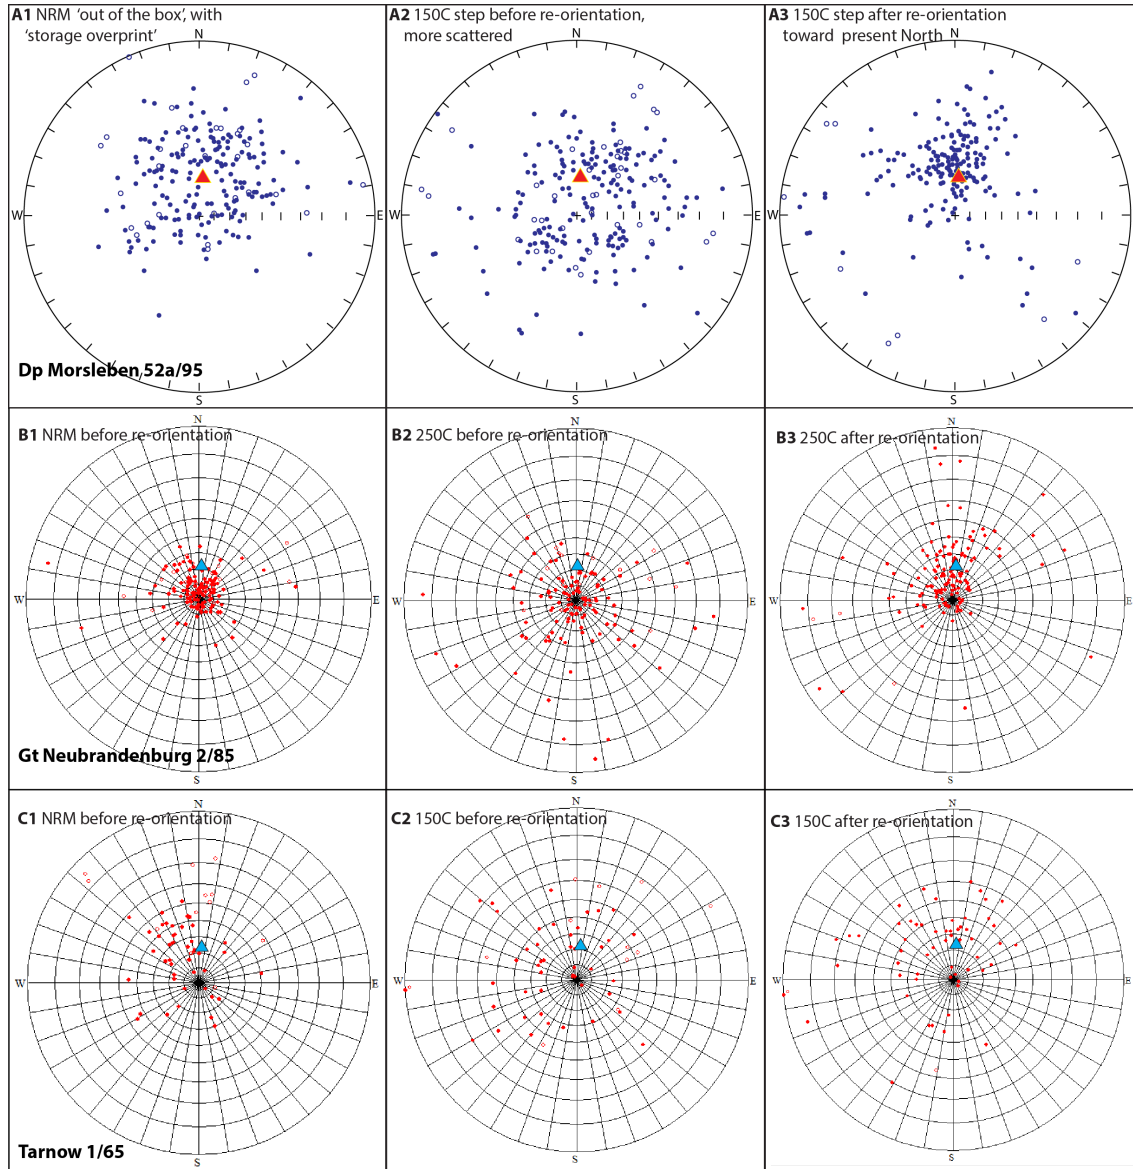 A1 NRM ‘out of the box’, with
‘storage overprint’
N
W
E
S
Dp Morsleben 52a/95
A2 150C step before re-orientation,
more scattered
N
W
E
S
A3 150C step after re-orientation
toward present North
N
W
E
S
B1 NRM before re-orientation
N
W
E
S
Gt Neubrandenburg 2/85
B2 250C before re-orientation
N
W
E
S
B3 250C after re-orientation
N
W
E
S
C1 NRM before re-orientation
N
W
E
S
Tarnow 1/65
C2 150C before re-orientation
N
W
E
S
C3 150C after re-orientation
N
W
E
S